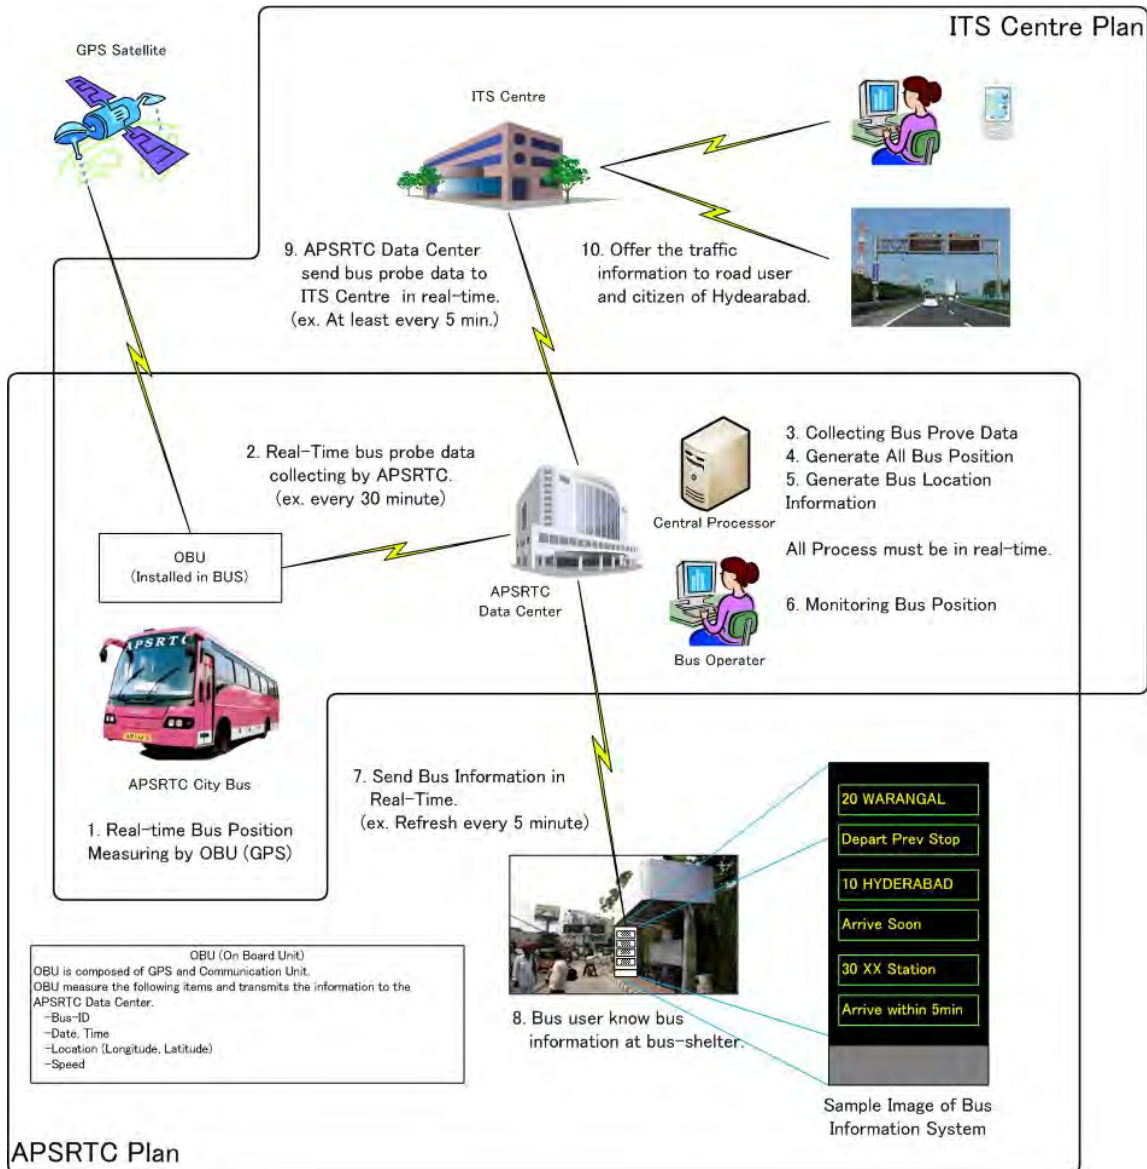 ITS Centre Plan
GPS Satellite
ITS Centre
9. APSRTC Data Center
send bus probe data to
ITS Centre in real-time.
(ex. At least every 5 min.)
10. Offer the traffic
information to road user
and citizen of Hydearabad.
2. Real-Time bus probe data
collecting by APSRTC.
(ex. every 30 minute)
OBU
(Installed in BUS)
APSRTC
Data Center
Central Processor
3. Collecting Bus Prove Data
4. Generate All Bus Position
5. Generate Bus Location
Information
All Process must be in real-time.
6. Monitoring Bus Position
Bus Operater
APSRTC
APSRTC City Bus
1. Real-time Bus Position
Measuring by OBU (GPS)
7. Send Bus Information in
Real-Time.
(ex. Refresh every 5 minute)
8. Bus user know bus
information at bus-shelter.
20 WARANGAL
Depart Prev Stop
10 HYDERABAD
Arrive Soon
30 XX Station
Arrive within 5min
Sample Image of Bus
Information System
OBU (On Board Unit)
OBU is composed of GPS and Communication Unit.
OBU measure the following items and transmits the information to the
APSRTC Data Center.
-Bus-ID
-Date, Time
-Location (Longitude, Latitude)
-Speed
APSRTC Plan